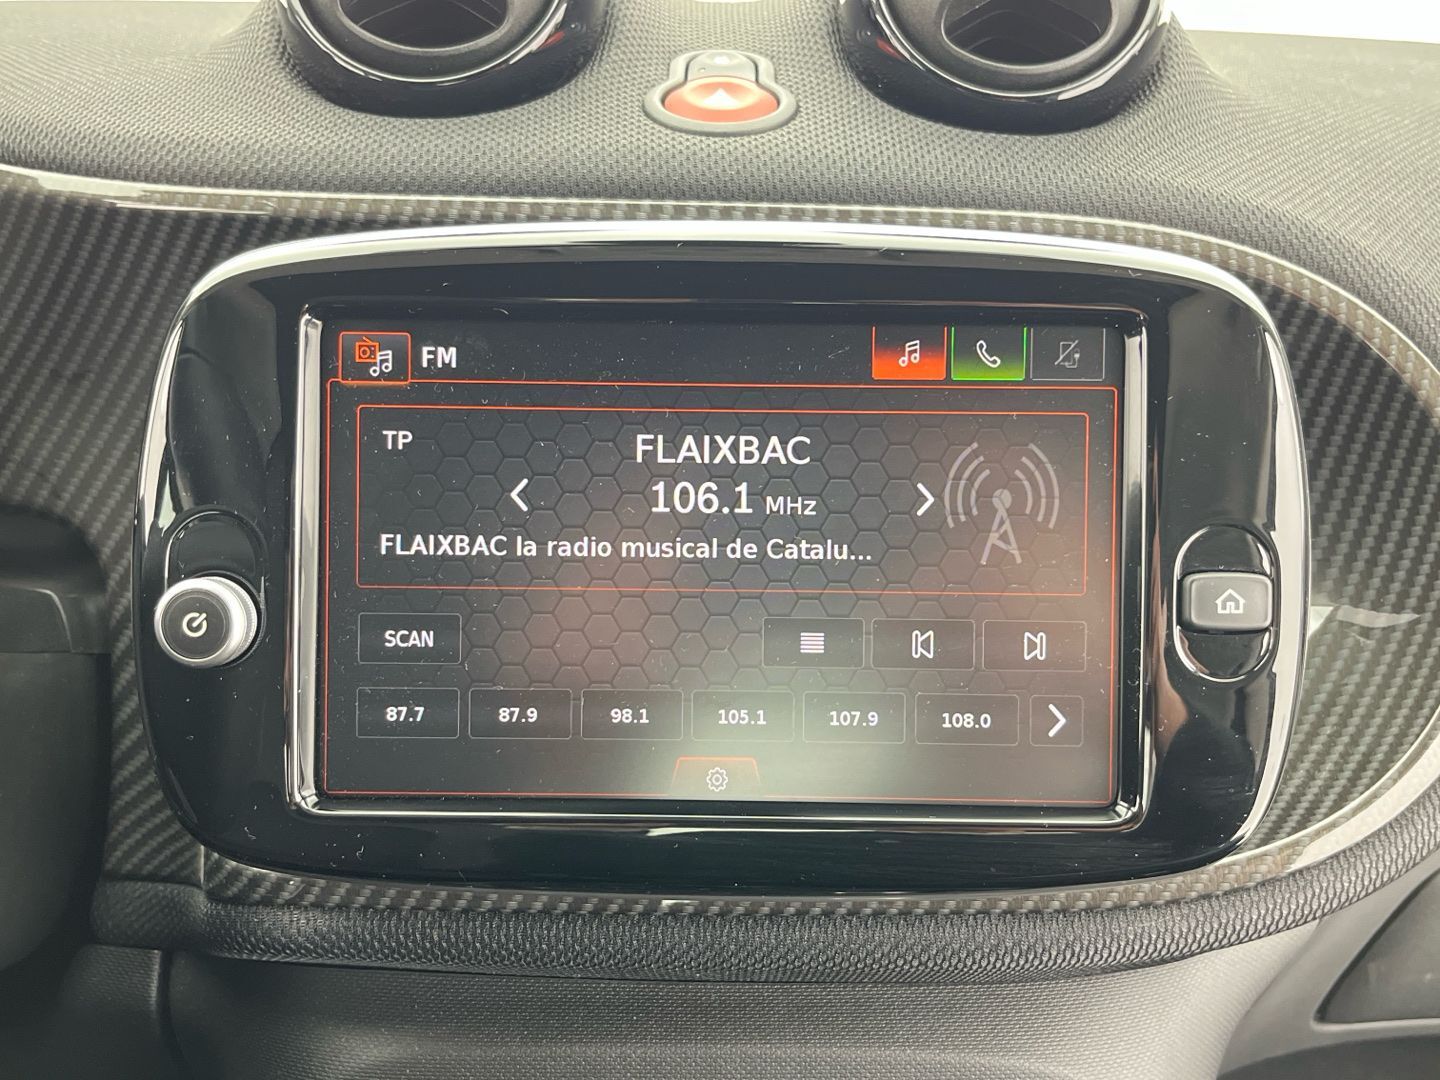 FM
TP
FLAIXBAC
106.1 MHz
FLAIXBAC la radio musical de Catalu...
SCAN
87.7 87.9 98.1 105.1 107.9 108.0